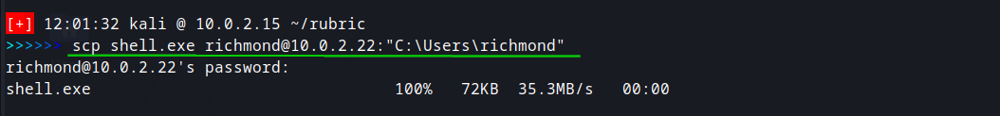 [+] 12:01:32 kali @ 10.0.2.15 ~/rubric
>>>>>> scp shell.exe richmond@10.0.2.22:"C:\Users\richmond"
richmond@10.0.2.22's password:
shell.exe 100% 72KB 35.3MB/s 00:00